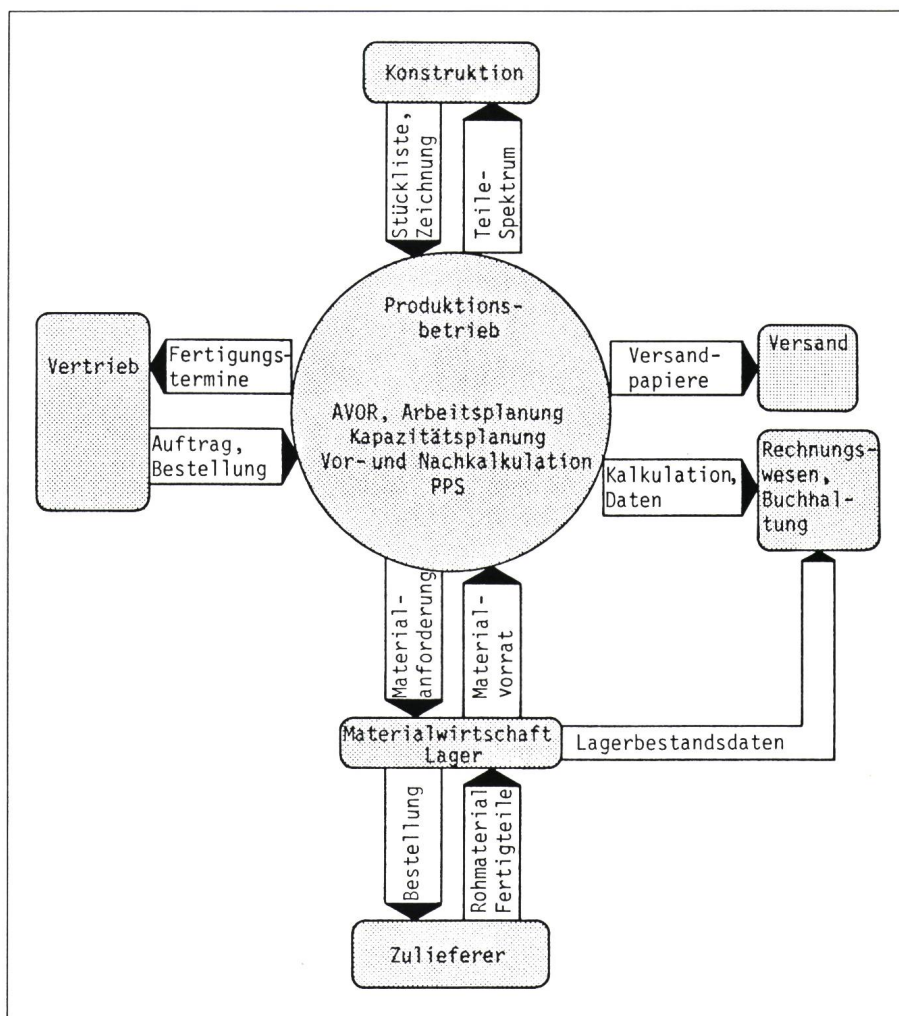 Konstruktion
Stückliste,
Zeichnung
Teile-
Spektrum
Produktions-
betrieb
AVOR, Arbeitsplanung
Kapazitätsplanung
Vor- und Nachkalkulation
PPS
Vertrieb
Fertigungs-
termine
Auftrag,
Bestellung
Versand-
papiere
Versand
Kalkulation,
Daten
Rechnungs-
wesen,
Buchhal-
tung
Material-
anforderung
Material-
Vorrat
Materialwirtschaft
Lager
Lagerbestandsdaten
Bestellung
Rohmaterial
Fertigteile
Zulieferer